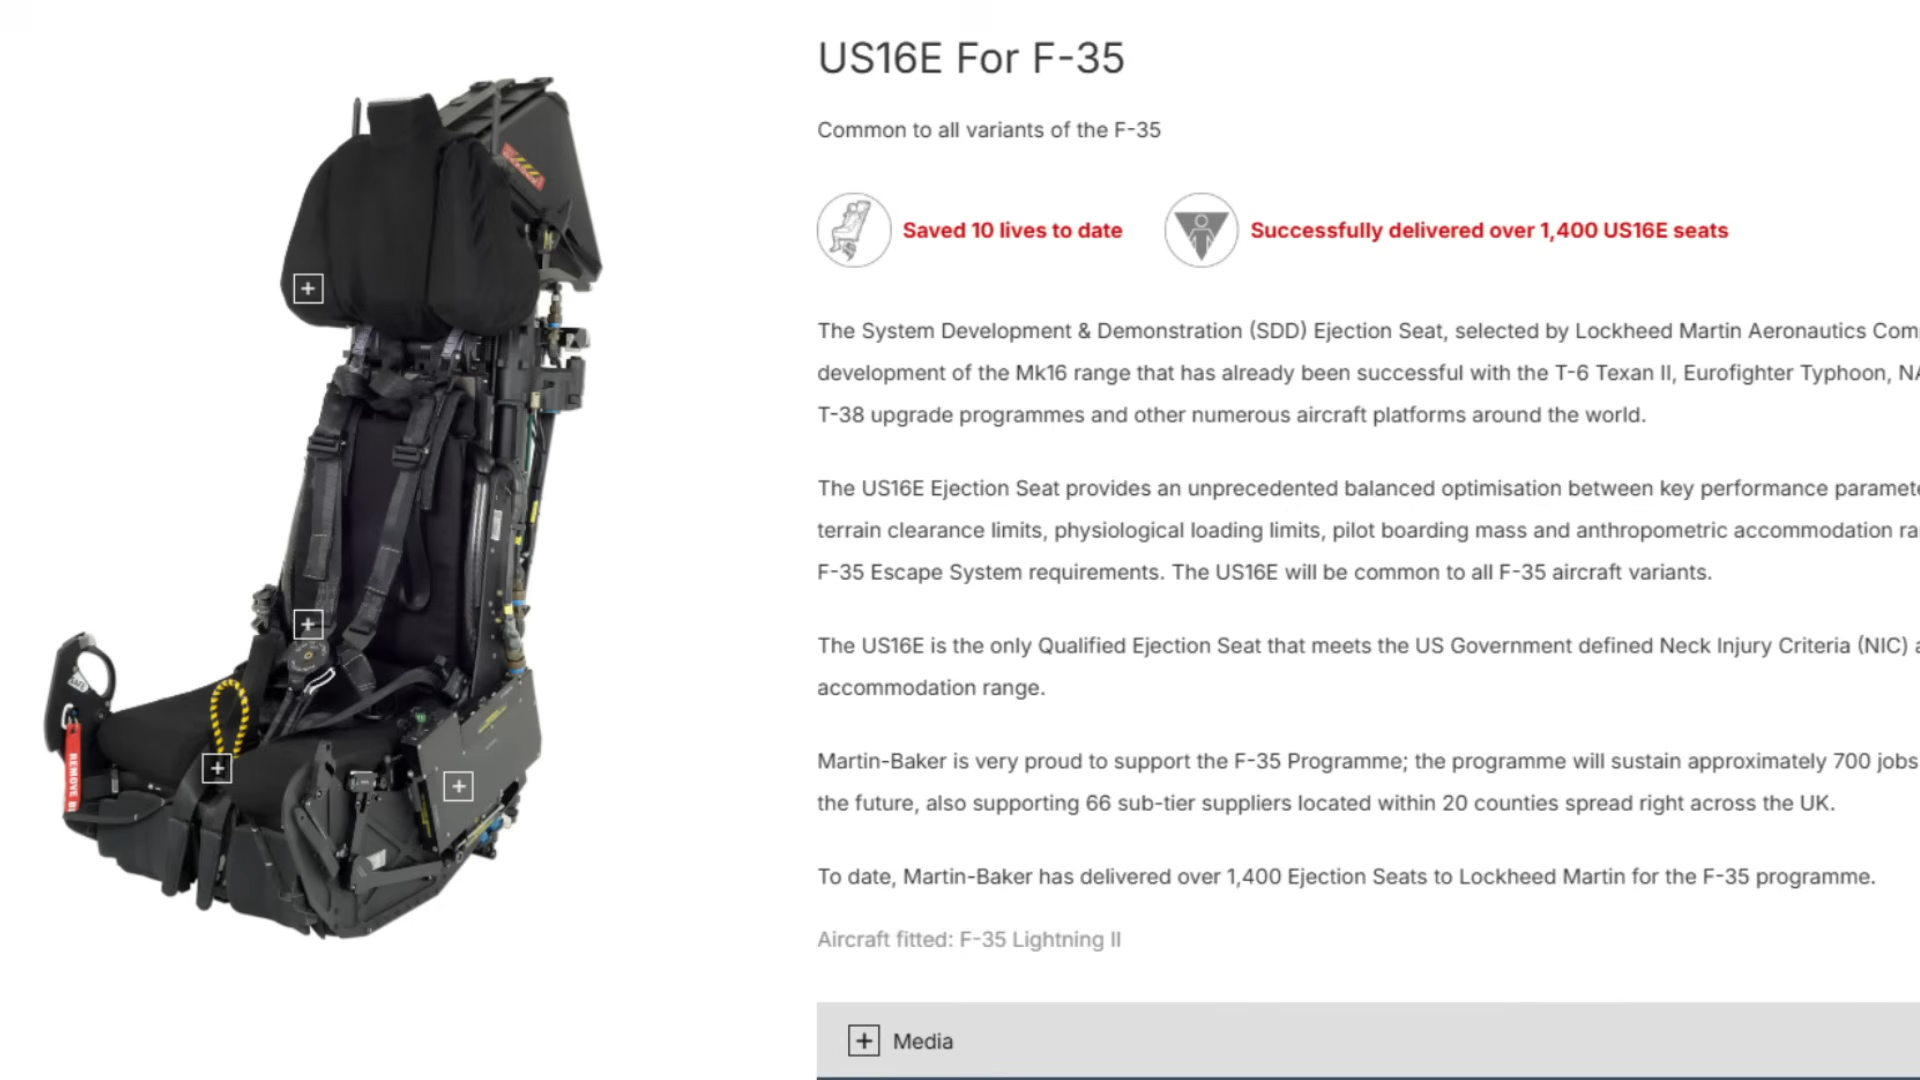 US16E For F-35
Common to all variants of the F-35
Saved 10 lives to date
Successfully delivered over 1,400 US16E seats
The System Development & Demonstration (SDD) Ejection Seat, selected by Lockheed Martin Aeronautics Com
development of the Mk16 range that has already been successful with the T-6 Texan II, Eurofighter Typhoon, NA
T-38 upgrade programmes and other numerous aircraft platforms around the world.
The US16E Ejection Seat provides an unprecedented balanced optimisation between key performance paramete
terrain clearance limits, physiological loading limits, pilot boarding mass and anthropometric accommodation ra
F-35 Escape System requirements. The US16E will be common to all F-35 aircraft variants.
The US16E is the only Qualified Ejection Seat that meets the US Government defined Neck Injury Criteria (NIC) a
accommodation range.
Martin-Baker is very proud to support the F-35 Programme; the programme will sustain approximately 700 jobs
the future, also supporting 66 sub-tier suppliers located within 20 counties spread right across the UK.
To date, Martin-Baker has delivered over 1,400 Ejection Seats to Lockheed Martin for the F-35 programme.
Aircraft fitted: F-35 Lightning II
Media
REMOVE BE